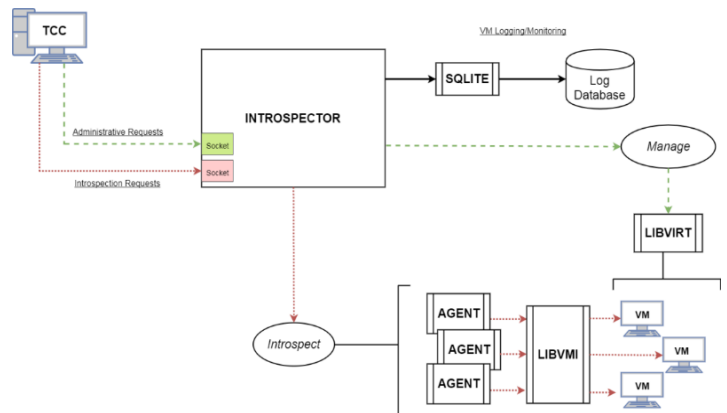 TCC
VM Logging/Monitoring
SQLITE
Log
Database
INTROSPECTOR
Administrative Requests
Socket
Manage
Socket
Introspection Requests
LIBVIRT
AGENT
VM
Introspect
AGENT
LIBVMI
VM
AGENT
VM